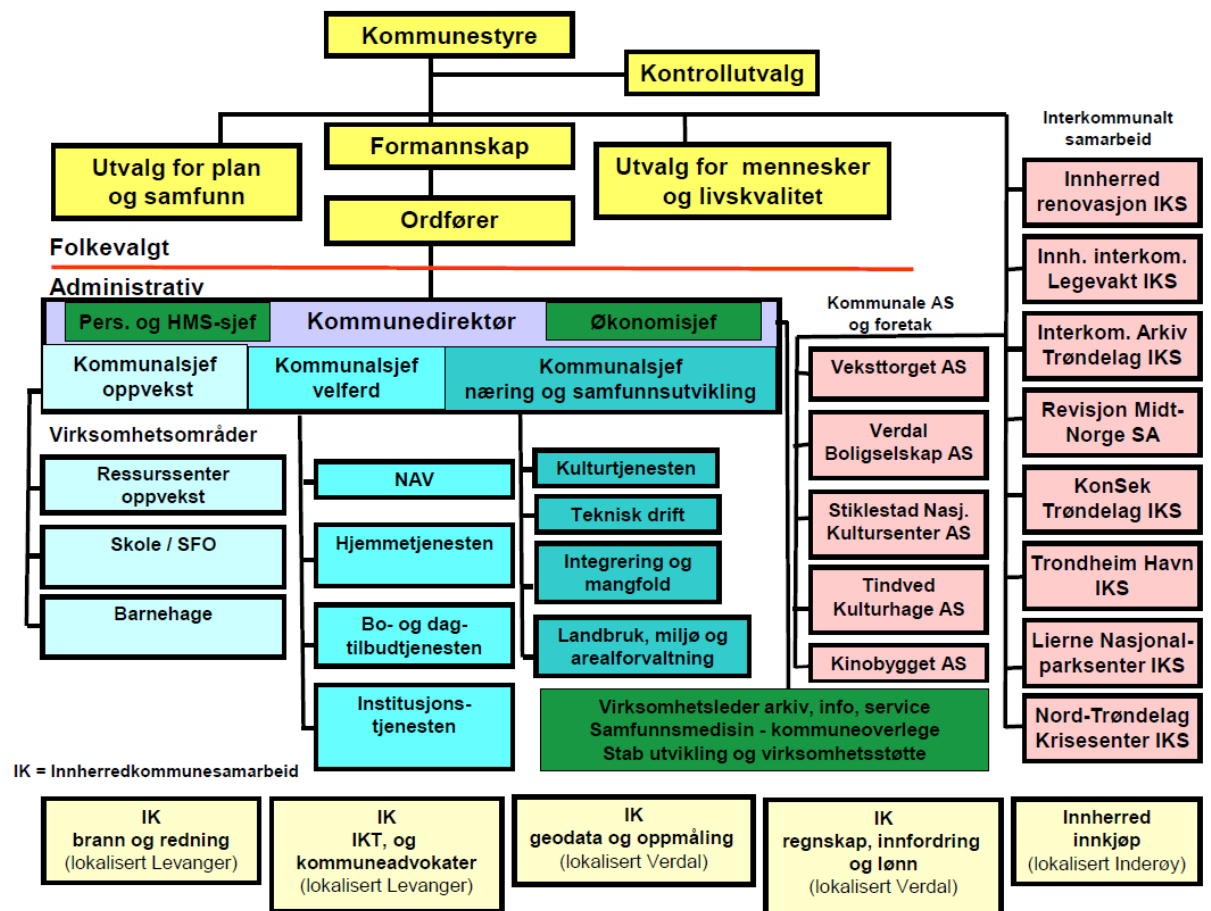 Kommunestyre
Kontrollutvalg
Utvalg for plan
og samfunn
Formannskap
Utvalg for mennesker
og livskvalitet
Ordfører
Folkevalgt
Administrativ
Pers. og HMS-sjef
Kommunedirektør
Økonomisjef
Kommunalsjef
oppvekst
Kommunalsjef
velferd
Kommunalsjef
næring og samfunnsutvikling
Virksomhetsområder
Ressurssenter
oppvekst
Skole / SFO
Barnehage
NAV
Hjemmetjenesten
Bo- og dag-
tilbudtjenesten
Institusjons-
tjenesten
Kulturtjenesten
Teknisk drift
Integrering og
mangfold
Landbruk, miljø og
arealforvaltning
Kommunale AS
og foretak
Veksttorget AS
Verdal
Boligselskap AS
Stiklestad Nasj.
Kultursenter AS
Tindved
Kulturhage AS
Kinobygget AS
Virksomhetsleder arkiv, info, service
Samfunnsmedisin - kommuneoverlege
Stab utvikling og virksomhetsstøtte
Interkommunalt
samarbeid
Innherred
renovasjon IKS
Innh. interkom.
Legevakt IKS
Interkom. Arkiv
Trøndelag IKS
Revisjon Midt-
Norge SA
KonSek
Trøndelag IKS
Trondheim Havn
IKS
Lierne Nasjonal-
parksenter IKS
Nord-Trøndelag
Krisesenter IKS
IK = Innherredkommunesamarbeid
IK
brann og redning
(lokalisert Levanger)
IK
IKT, og
kommuneadvokater
(lokalisert Levanger)
IK
geodata og oppmåling
(lokalisert Verdal)
IK
regnskap, innfordring
og lønn
(lokalisert Verdal)
Innherred
innkjøp
(lokalisert Inderøy)